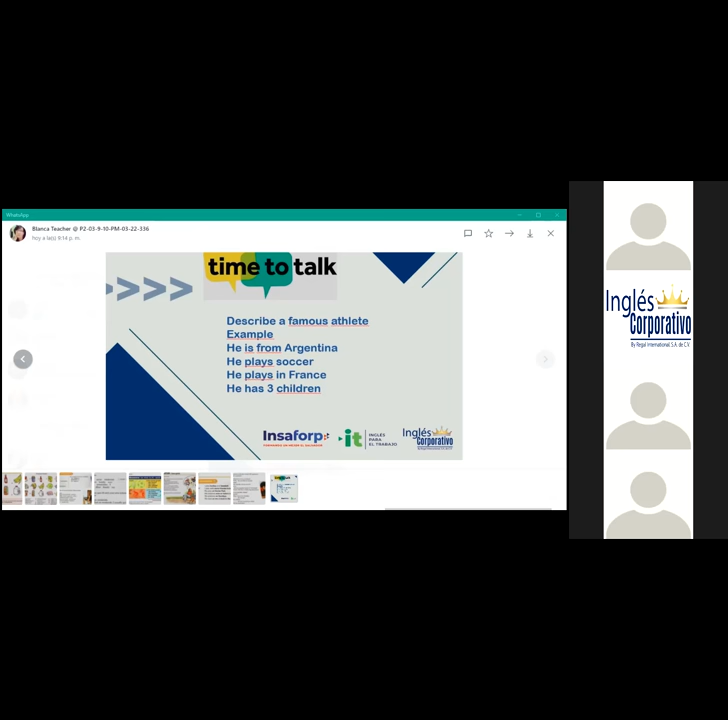 WhatsApp
Blanca Teacher @ P2-03-9-10-PM-03-22-336
hoy a la(s) 9:14 p. m.
time to talk
>>>>
Describe a famous athlete
Example
He is from Argentina
He plays soccer
He plays in France
He has 3 children
Insaforp
it
INGLÉS
PARA
EL TRABAJO
Inglés
Corporativo
Inglés
Corporativo
By Regal International S.A. de C.V.